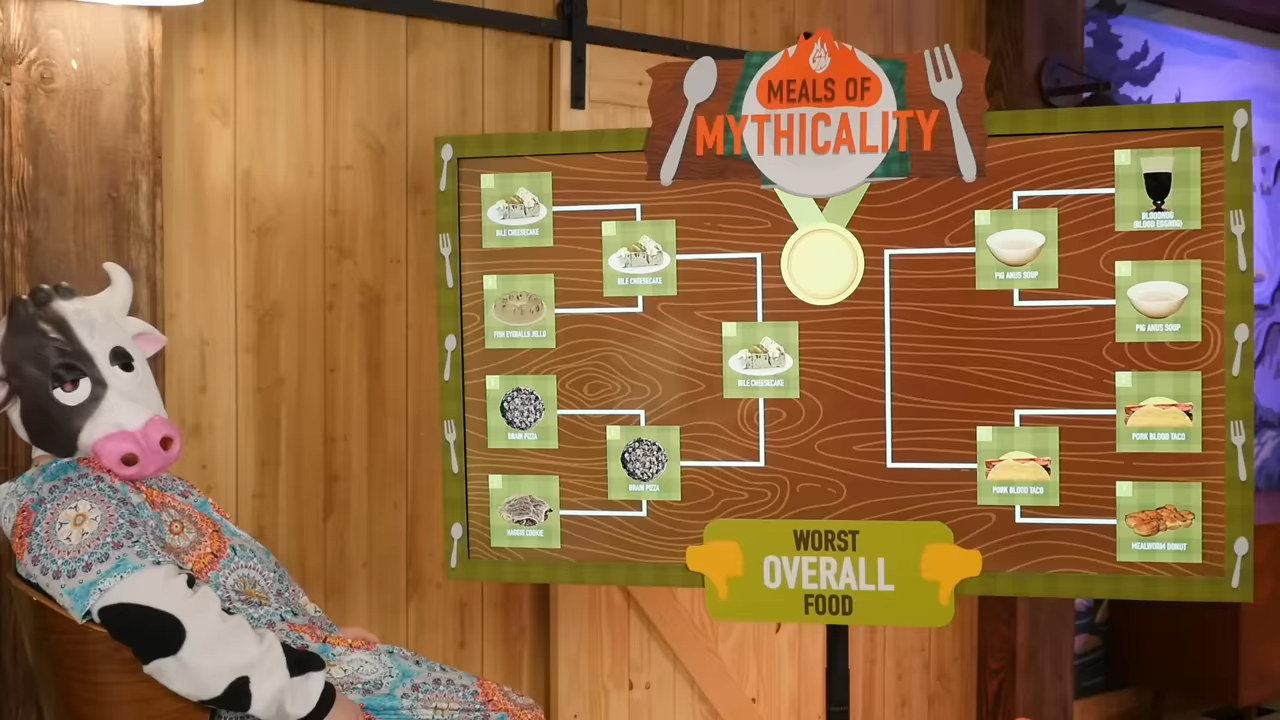 MEALS OF
MYTHICALITY
BILE CHEESECAKE
FISH EYEBALLS JELLO
BRAIN PIZZA
HAGGIS COOKIE
BILE CHEESECAKE
BRAIN PIZZA
BILE CHEESECAKE
PIG ANUS SOUP
PORK BLOOD TACO
BLOODNOG
(BLOOD EGGNOG)
PIG ANUS SOUP
PORK BLOOD TACO
MEALWORM DONUT
WORST
OVERALL
FOOD